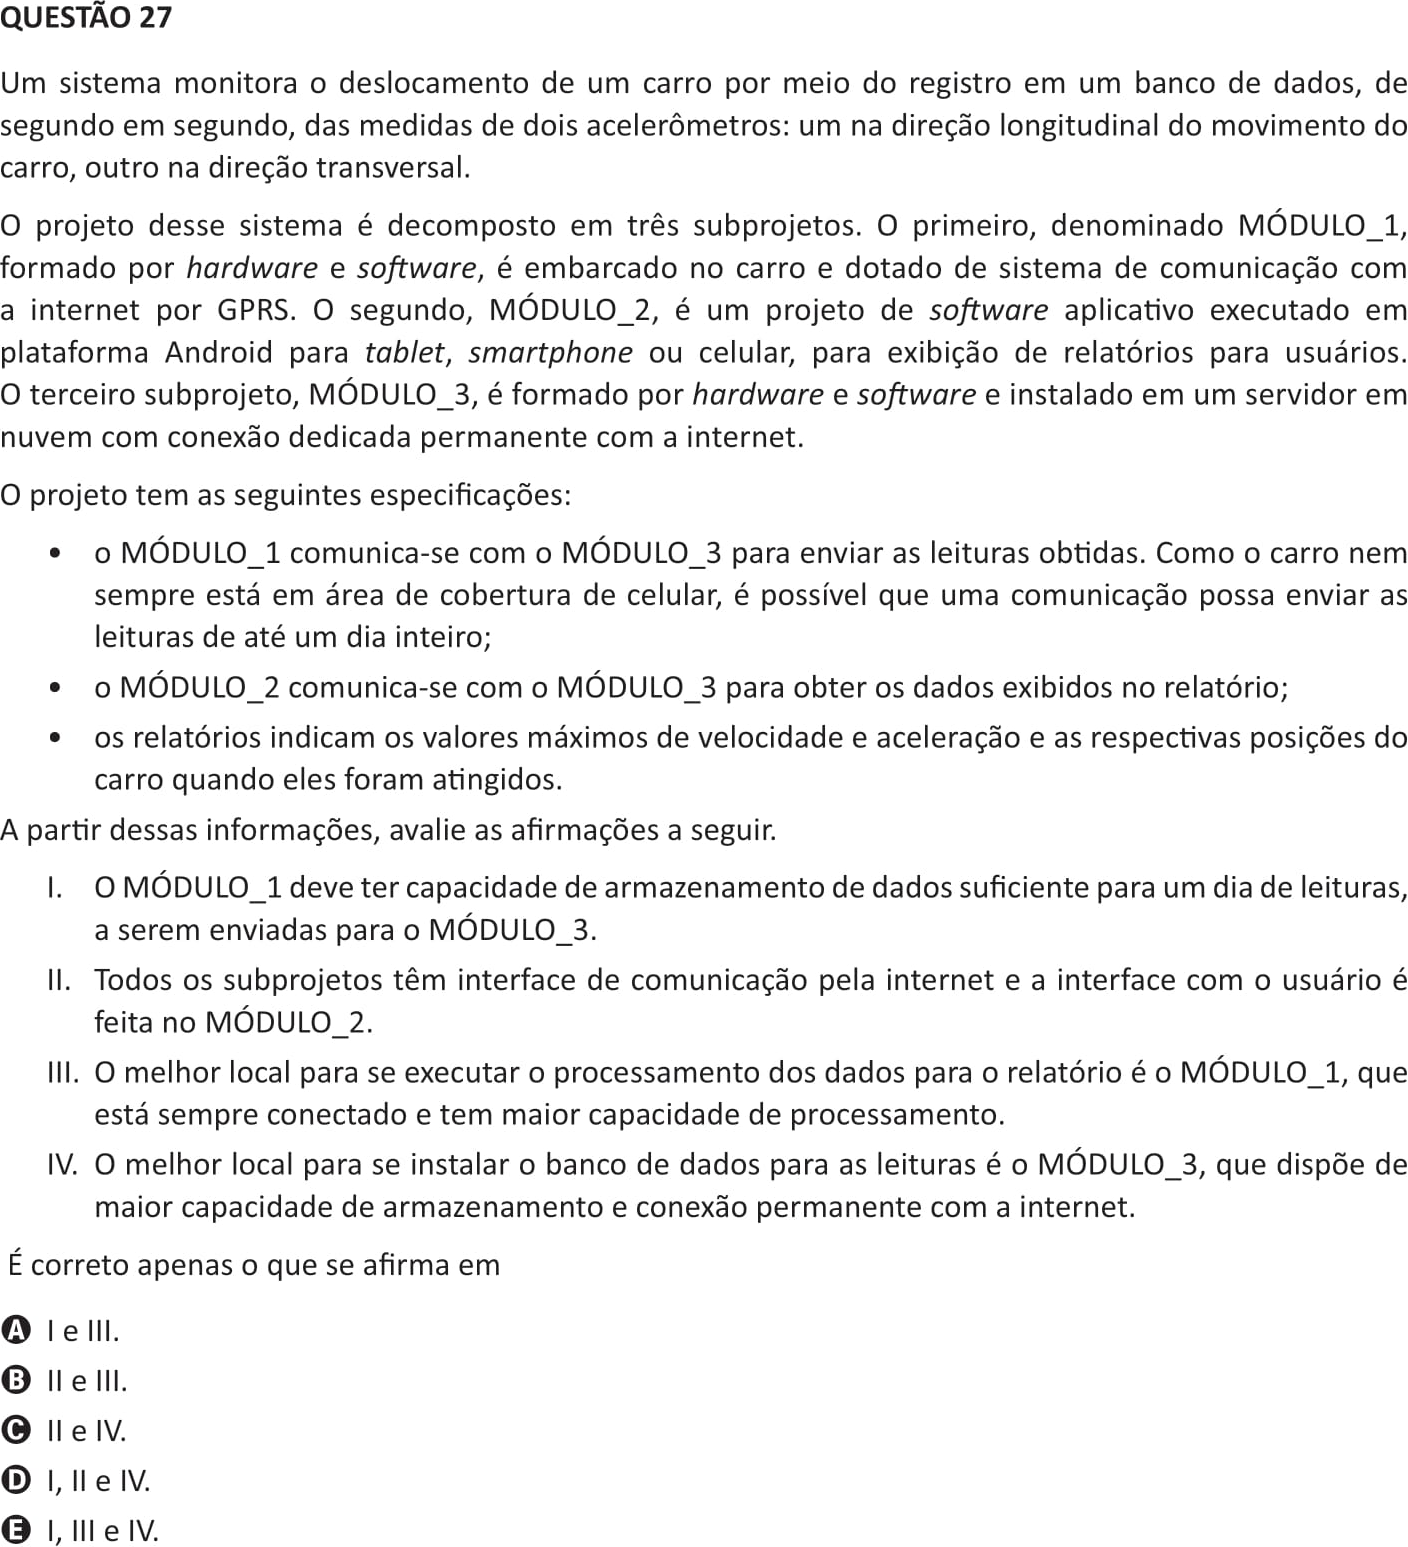 QUESTÃO 27
Um sistema monitora o deslocamento de um carro por meio do registro em um banco de dados, de
segundo em segundo, das medidas de dois acelerômetros: um na direção longitudinal do movimento do
carro, outro na direção transversal.
O projeto desse sistema é decomposto em três subprojetos. O primeiro, denominado MÓDULO_1,
formado por hardware e software, é embarcado no carro e dotado de sistema de comunicação com
a internet por GPRS. O segundo, MÓDULO_2, é um projeto de software aplicativo executado em
plataforma Android para tablet, smartphone ou celular, para exibição de relatórios para usuários.
O terceiro subprojeto, MÓDULO_3, é formado por hardware e software e instalado em um servidor em
nuvem com conexão dedicada permanente com a internet.
O projeto tem as seguintes especificações:
• o MÓDULO_1 comunica-se com o MÓDULO_3 para enviar as leituras obtidas. Como o carro nem
sempre está em área de cobertura de celular, é possível que uma comunicação possa enviar as
leituras de até um dia inteiro;
• o MÓDULO_2 comunica-se com o MÓDULO_3 para obter os dados exibidos no relatório;
• os relatórios indicam os valores máximos de velocidade e aceleração e as respectivas posições do
carro quando eles foram atingidos.
A partir dessas informações, avalie as afirmações a seguir.
I. O MÓDULO_1 deve ter capacidade de armazenamento de dados suficiente para um dia de leituras,
a serem enviadas para o MÓDULO_3.
II. Todos os subprojetos têm interface de comunicação pela internet e a interface com o usuário é
feita no MÓDULO_2.
III. O melhor local para se executar o processamento dos dados para o relatório é o MÓDULO_1, que
está sempre conectado e tem maior capacidade de processamento.
IV. O melhor local para se instalar o banco de dados para as leituras é o MÓDULO_3, que dispõe de
maior capacidade de armazenamento e conexão permanente com a internet.
É correto apenas o que se afirma em
A I e III.
B II e III.
C II e IV.
D I, II e IV.
E I, III e IV.